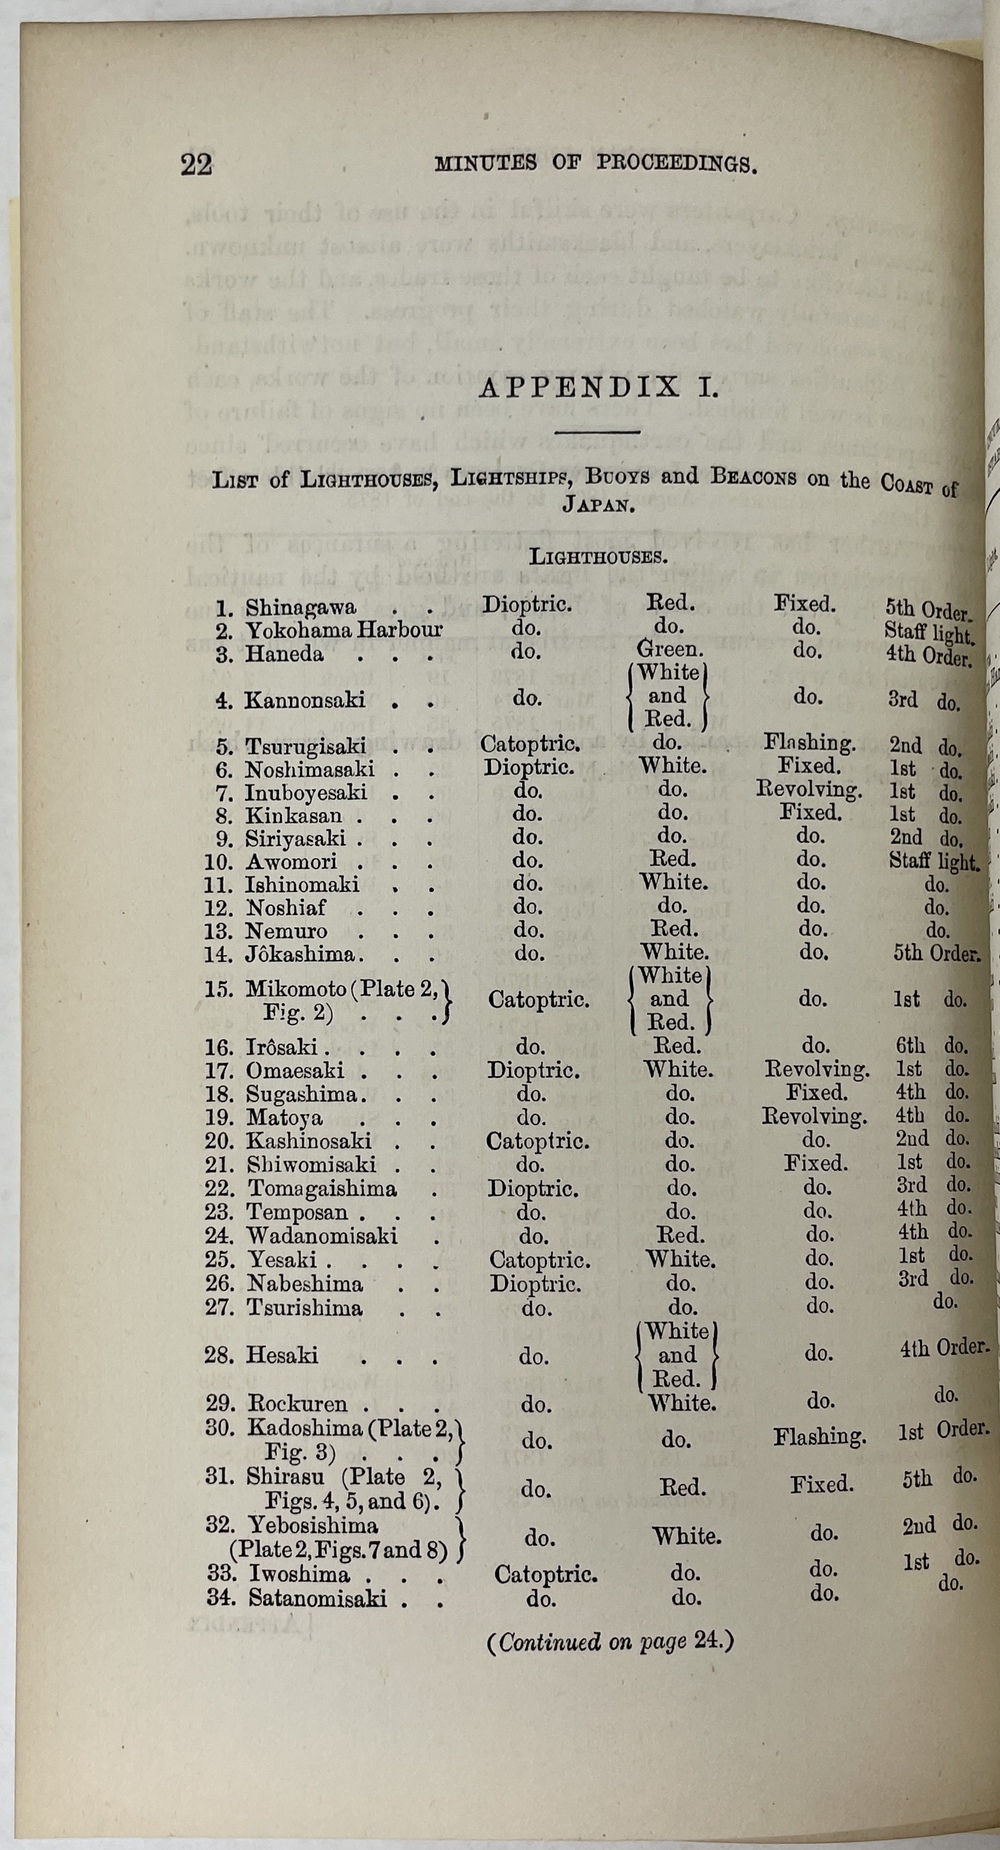 22 MINUTES OF PROCEEDINGS.
APPENDIX I.
List of Lighthouses, Lightships, Buoys and Beacons on the Coast of
Japan.
Lighthouses.
1. Shinagawa . . Dioptric. Red. Fixed. 5th Order.
2. Yokohama Harbour do. do. do. Staff light.
3. Haneda . . . do. Green. do. 4th Order.
4. Kannonsaki . . do. {White and Red.} do. 3rd do.
5. Tsurugisaki . . Catoptric. do. Flashing. 2nd do.
6. Noshimasaki . . Dioptric. White. Fixed. 1st do.
7. Inuboyesaki . . do. do. Revolving. 1st do.
8. Kinkasan . . . do. do. Fixed. 1st do.
9. Siriyasaki . . . do. do. do. 2nd do.
10. Awomori . . . do. Red. do. Staff light.
11. Ishinomaki . . do. White. do. do.
12. Noshiaf . . . do. do. do. do.
13. Nemuro . . . do. Red. do. do.
14. Jôkashima. . . do. White. do. 5th Order.
15. Mikomoto (Plate 2,
Fig. 2) . . .} Catoptric. {White and Red.} do. 1st do.
16. Irôsaki . . . . do. Red. do. 6th do.
17. Omaesaki . . . Dioptric. White. Revolving. 1st do.
18. Sugashima. . . do. do. Fixed. 4th do.
19. Matoya . . . do. do. Revolving. 4th do.
20. Kashinosaki . . Catoptric. do. do. 2nd do.
21. Shiwomisaki . . do. do. Fixed. 1st do.
22. Tomagaishima . Dioptric. do. do. 3rd do.
23. Temposan . . . do. do. do. 4th do.
24. Wadanomisaki . do. Red. do. 4th do.
25. Yesaki . . . . Catoptric. White. do. 1st do.
26. Nabeshima . . Dioptric. do. do. 3rd do.
27. Tsurishima . . do. do. do. do.
28. Hesaki . . . do. {White and Red.} do. 4th Order.
29. Rockuren . . . do. White. do. do.
30. Kadoshima (Plate 2,
Fig. 3) . . .} do. do. Flashing. 1st Order.
31. Shirasu (Plate 2,
Figs. 4, 5, and 6).} do. Red. Fixed. 5th do.
32. Yebosishima
(Plate 2, Figs. 7 and 8)} do. White. do. 2nd do.
33. Iwoshima . . . Catoptric. do. do. 1st do.
34. Satanomisaki . . do. do. do. do.
(Continued on page 24.)